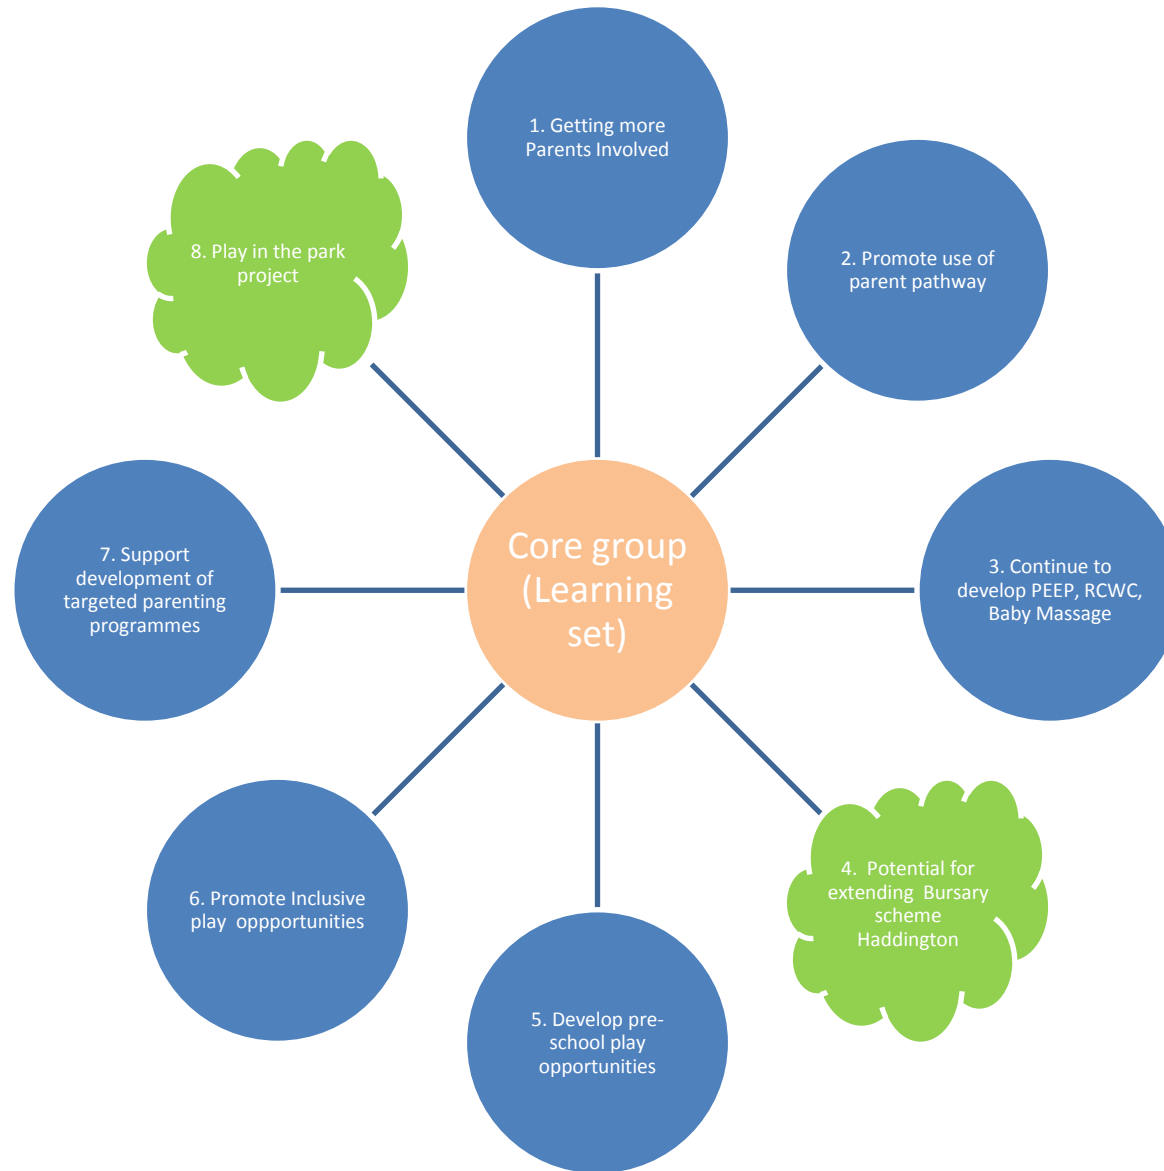 1. Getting more
Parents Involved
2. Promote use of
parent pathway
3. Continue to
develop PEEP, RCWC,
Baby Massage
4. Potential for
extending Bursary
scheme
Haddington
5. Develop pre-
school play
opportunities
6. Promote Inclusive
play oppportunities
7. Support
development of
targeted parenting
programmes
8. Play in the park
project
Core group
(Learning
set)